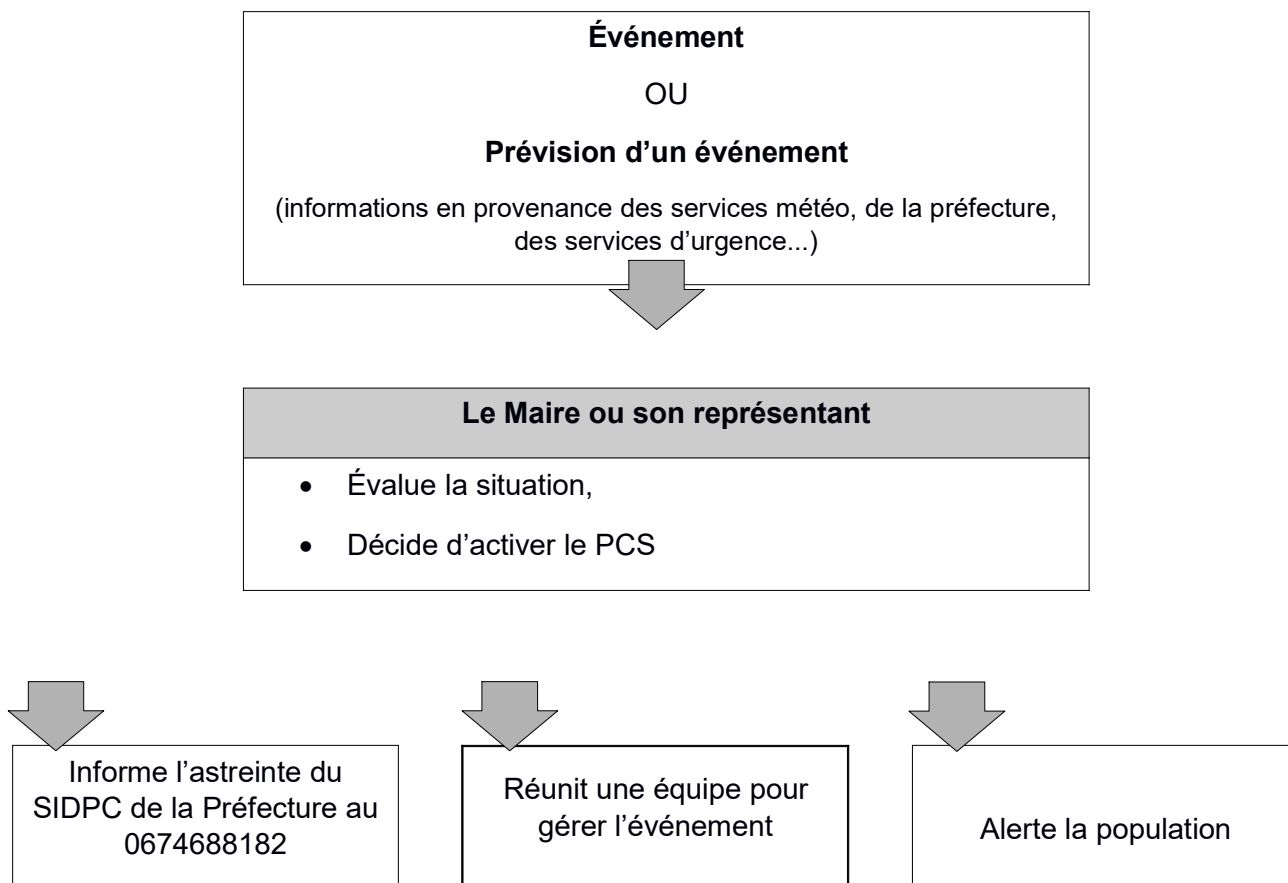 Événement
OU
Prévision d’un événement
(informations en provenance des services météo, de la préfecture,
des services d’urgence...)
Le Maire ou son représentant
• Évalue la situation,
• Décide d’activer le PCS
Informe l’astreinte du
SIDPC de la Préfecture au
0674688182
Réunit une équipe pour
gérer l’événement
Alerte la population